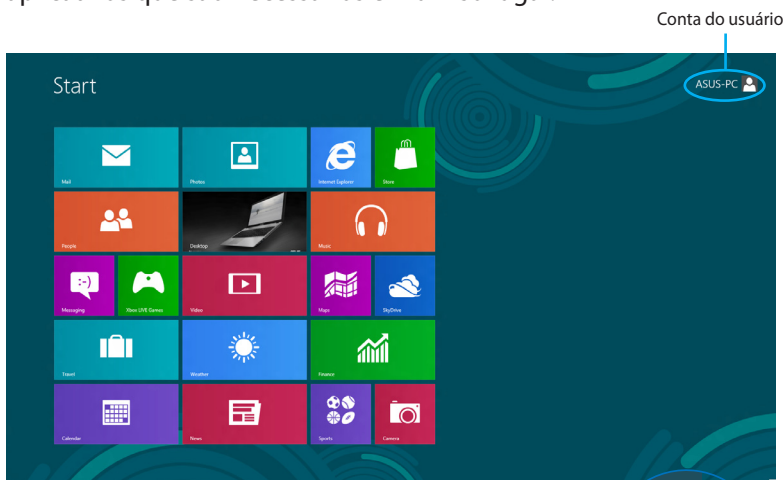 Conta do usuário
Start
ASUS-PC
Mail
Photos
Internet Explorer
Store
People
Desktop
Music
Messaging
Xbox LIVE Games
Video
Maps
SkyDrive
Travel
Weather
Finance
Calendar
News
Sports
Camera